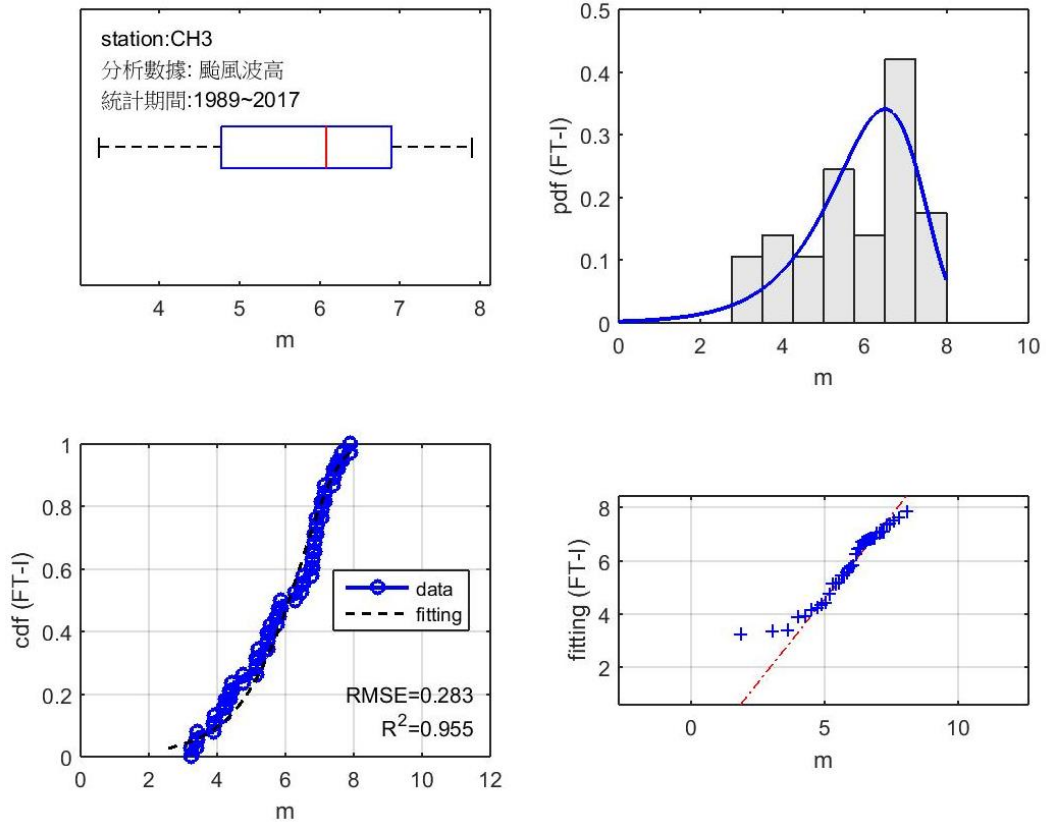 station:CH3
分析數據: 颱風波高
統計期間:1989~2017
4 5 6 7 8
m
0.5
0.4
0.3
0.2
0.1
0
pdf (FT-I)
0 2 4 6 8 10
m
1
0.8
0.6
0.4
0.2
0
cdf (FT-I)
data
fitting
RMSE=0.283
R²=0.955
0 2 4 6 8 10 12
m
8
6
4
2
fitting (FT-I)
0 5 10
m